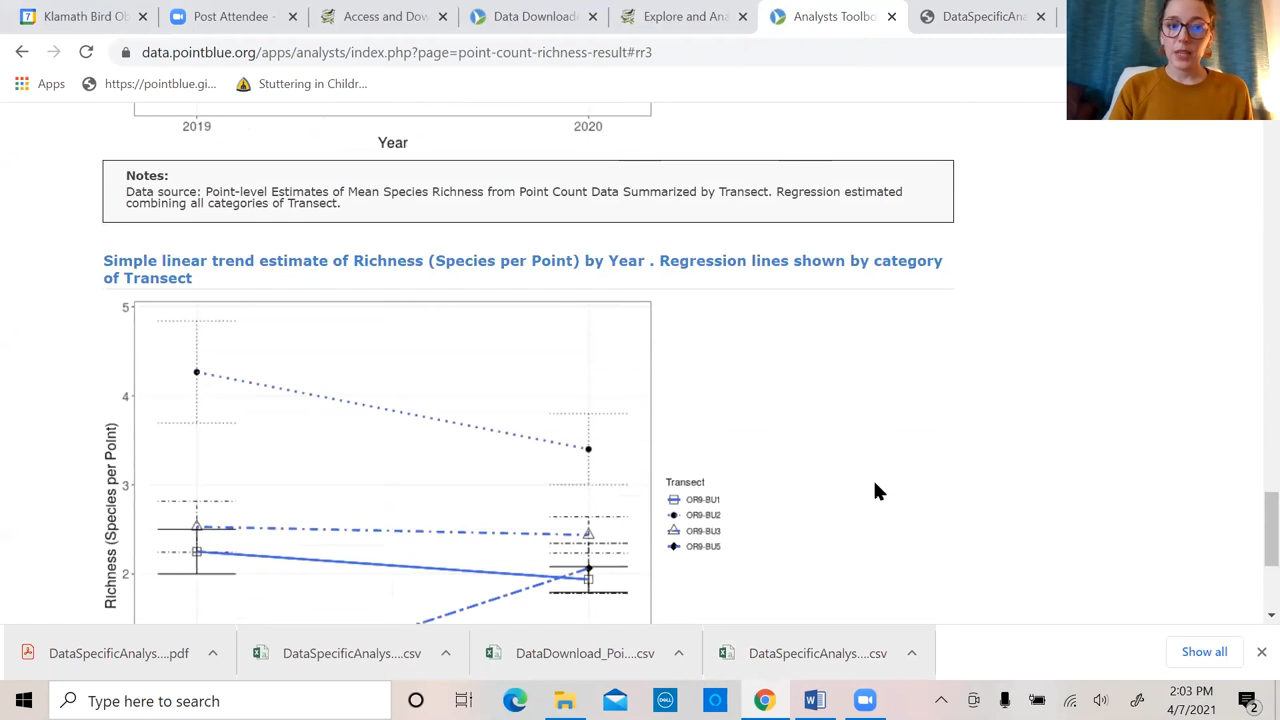 7 Klamath Bird Ob
Post Attendee -
Access and Dow
Data Download
Explore and An
Analysts Toolbo
DataSpecificAna
data.pointblue.org/apps/analysts/index.php?page=point-count-richness-result#rr3
Apps
https://pointblue.gi...
Stuttering in Childr...
2019
2020
Year
Notes:
Data source: Point-level Estimates of Mean Species Richness from Point Count Data Summarized by Transect. Regression estimated
combining all categories of Transect.
Simple linear trend estimate of Richness (Species per Point) by Year . Regression lines shown by category
of Transect
5
4
3
2
Richness (Species per Point)
Transect
OR9-BU1
OR9-BU2
OR9-BU3
OR9-BU5
DataSpecificAnalys....pdf
DataSpecificAnalys....csv
DataDownload_Poi....csv
DataSpecificAnalys....csv
Show all
Type here to search
DELL
2:03 PM
4/7/2021
2